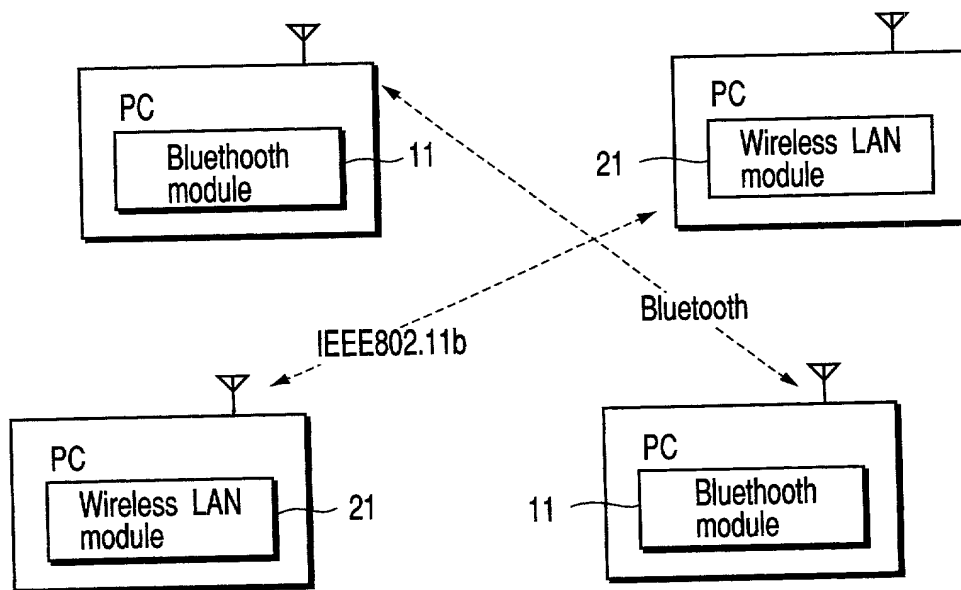 PC
Bluethooth
module
11
PC
21
Wireless LAN
module
Bluetooth
IEEE802.11b
PC
Wireless LAN
module
21
PC
11
Bluethooth
module